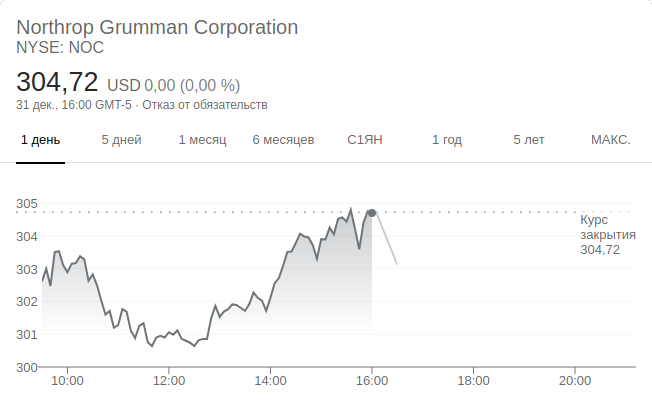 Northrop Grumman Corporation
NYSE: NOC
304,72 USD 0,00 (0,00 %)
31 дек., 16:00 GMT-5 · Отказ от обязательств
1 день 5 дней 1 месяц 6 месяцев С1ЯН 1 год 5 лет МАКС.
305
304
303
302
301
300
Курс
закрытия
304,72
10:00 12:00 14:00 16:00 18:00 20:00